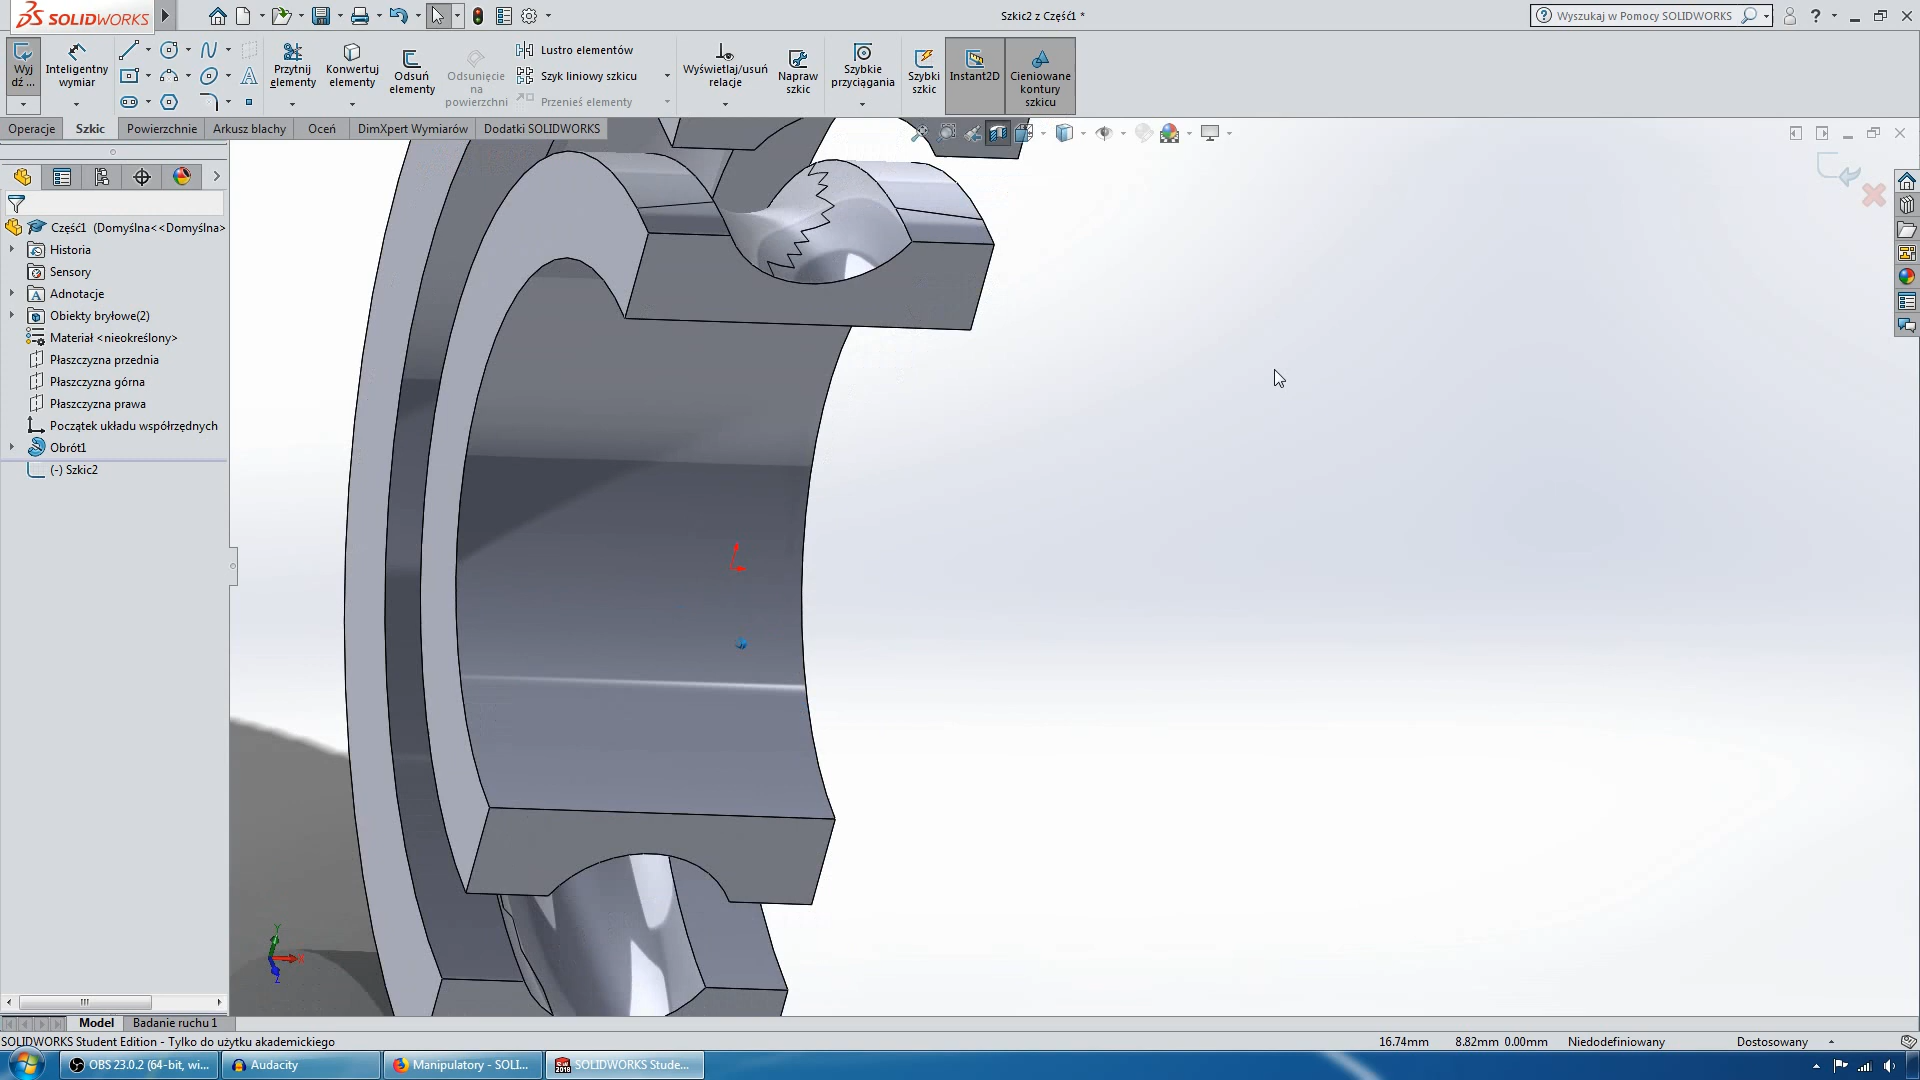 SOLIDWORKS
Szkic2 z Część1 *
Wyszukaj w Pomocy SOLIDWORKS
Wyj
dź ...
Inteligentny
wymiar
Przytnij
elementy
Konwertuj
elementy
Odsuń
elementy
Odsunięcie
na
powierzchni
Lustro elementów
Szyk liniowy szkicu
Przenieś elementy
Wyświetlaj/usuń
relacje
Napraw
szkic
Szybkie
przyciągania
Szybki
szkic
Instant2D
Cieniowane
kontury
szkicu
Operacje
Szkic
Powierzchnie
Arkusz blachy
Oceń
DimXpert Wymiarów
Dodatki SOLIDWORKS
Część1 (Domyślna<<Domyślna>
Historia
Sensory
Adnotacje
Obiekty bryłowe(2)
Materiał <nieokreślony>
Płaszczyzna przednia
Płaszczyzna górna
Płaszczyzna prawa
Początek układu współrzędnych
Obrót1
(-) Szkic2
Y
X
Z
Model
Badanie ruchu 1
SOLIDWORKS Student Edition - Tylko do użytku akademickiego
16.74mm
8.82mm
0.00mm
Niedodefiniowany
Dostosowany
OBS 23.0.2 (64-bit, wi...
Audacity
Manipulatory - SOLI...
SOLIDWORKS Stude...